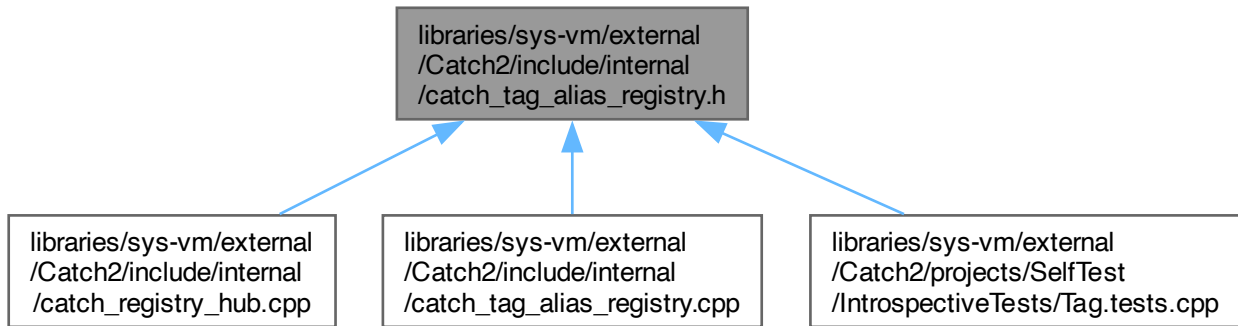 libraries/sys-vm/external
/Catch2/include/internal
/catch_tag_alias_registry.h
libraries/sys-vm/external
/Catch2/include/internal
/catch_registry_hub.cpp
libraries/sys-vm/external
/Catch2/include/internal
/catch_tag_alias_registry.cpp
libraries/sys-vm/external
/Catch2/projects/SelfTest
/IntrospectiveTests/Tag.tests.cpp